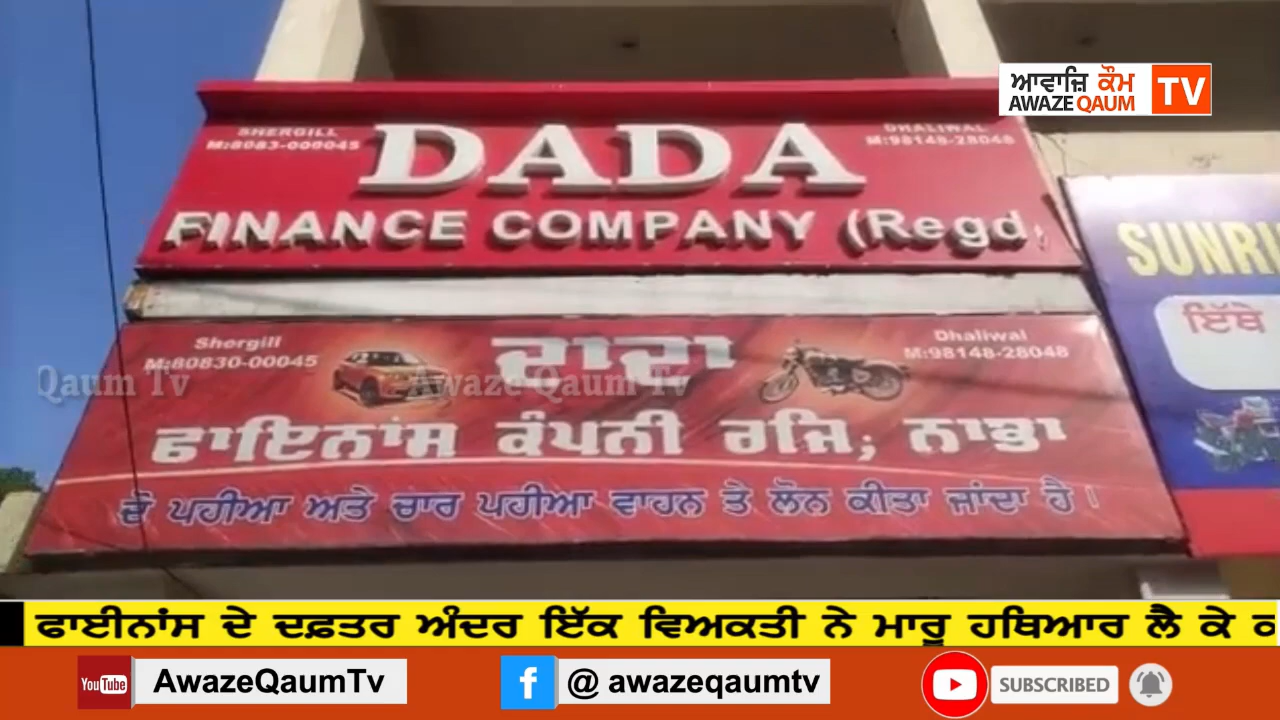 ਆਵਾਜ਼ਿ ਕੌਮ
AWAZE QAUM TV
SHERGILL
M:8083-000045
DHALIWAL
M:98148-28048
DADA
FINANCE COMPANY (Regd
SUNRI
Shergill
M:80830-00045
Dhaliwal
M:98148-28048
ਦਾਦਾ
ਫਾਇਨਾਂਸ ਕੰਪਨੀ ਰਜਿ; ਨਾਭਾ
ਦੋ ਪਹੀਆ ਅਤੇ ਚਾਰ ਪਹੀਆ ਵਾਹਨ ਤੇ ਲੋਨ ਕੀਤਾ ਜਾਂਦਾ ਹੈ।
ਇੱਥੇ
Qaum Tv
Awaze Qaum Tv
ਫਾਈਨਾਂਸ ਦੇ ਦਫ਼ਤਰ ਅੰਦਰ ਇੱਕ ਵਿਅਕਤੀ ਨੇ ਮਾਰੂ ਹਥਿਆਰ ਲੈ ਕੇ
YouTube AwazeQaumTv
f @ awazeqaumtv
SUBSCRIBED